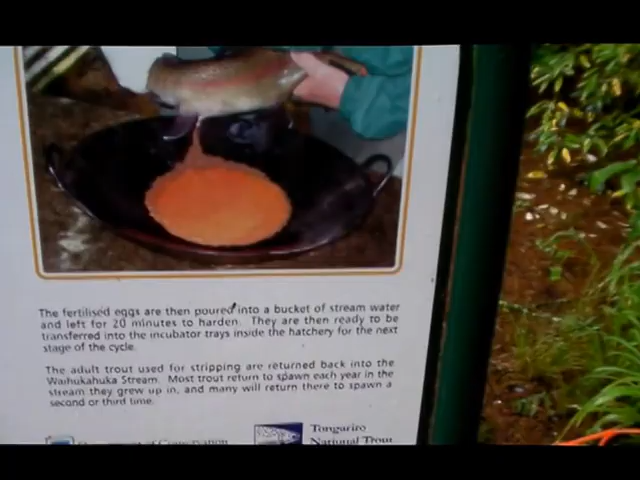 The fertilised eggs are then poured into a bucket of stream water
and left for 20 minutes to harden. They are then ready to be
transferred into the incubator trays inside the hatchery for the next
stage of the cycle.
The adult trout used for stripping are returned back into the
Waihukahuka Stream. Most trout return to spawn each year in the
stream they grew up in, and many will return there to spawn a
second or third time.
Department of Conservation
Tongariro
National Trout